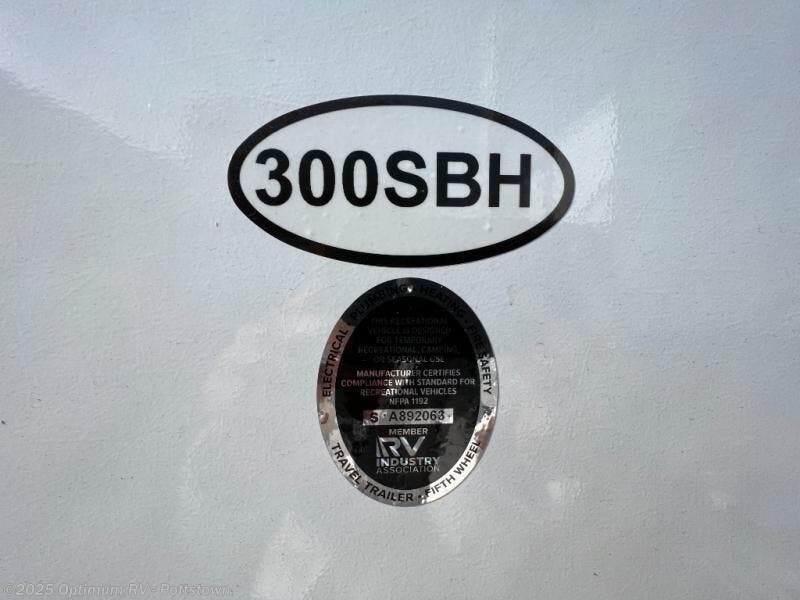 300SBH
ELECTRICAL • PLUMBING • HEATING • FIRE SAFETY
THIS RECREATIONAL
VEHICLE IS DESIGNED
FOR TEMPORARY
RECREATIONAL, CAMPING,
OR SEASONAL USE
MANUFACTURER CERTIFIES
COMPLIANCE WITH STANDARD FOR
RECREATIONAL VEHICLES
NFPA 1192
S A892063
MEMBER
RV
INDUSTRY
ASSOCIATION
TRAVEL TRAILER • FIFTH WHEEL
©2025 Optimum RV - Pottstown